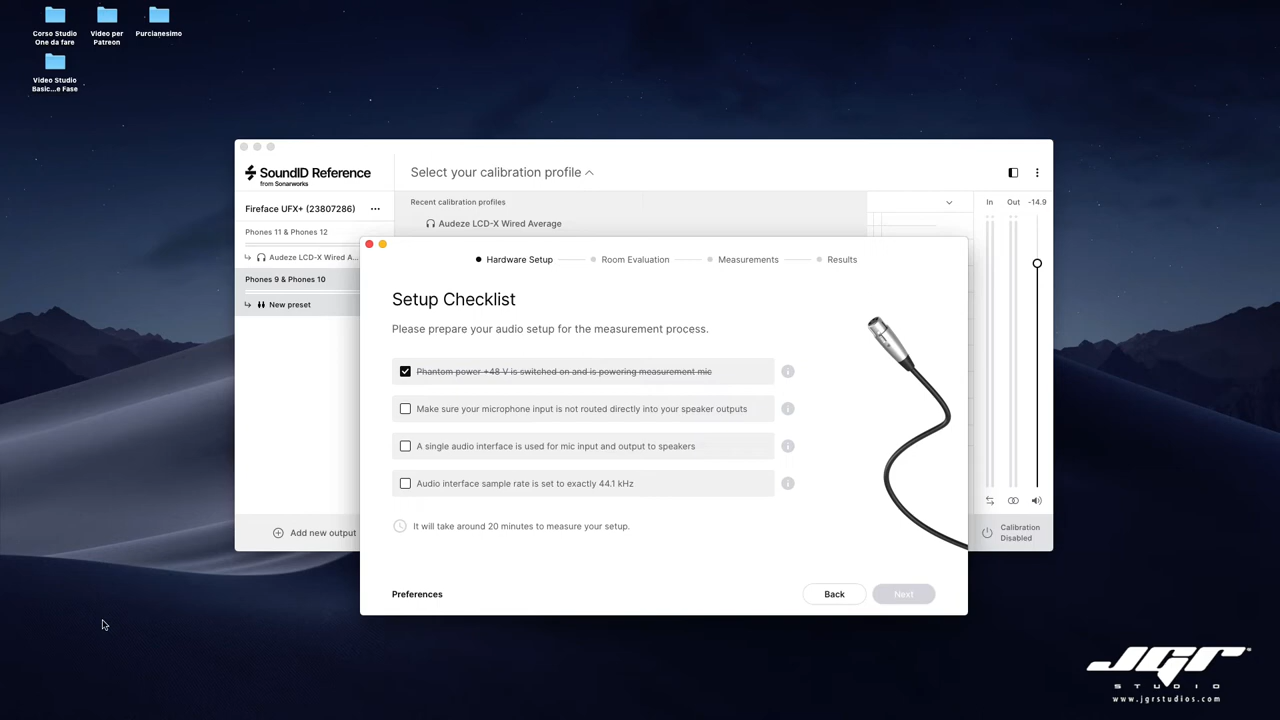 Corso Studio
One da fare
Video per
Patreon
Purcianesimo
Video Studio
Basic...e Fase
SoundID Reference
from Sonarworks
Select your calibration profile
Fireface UFX+ (23807286)
Recent calibration profiles
In Out -14.9
Phones 11 & Phones 12
Audeze LCD-X Wired Average
Audeze LCD-X Wired A...
Phones 9 & Phones 10
New preset
Hardware Setup
Room Evaluation
Measurements
Results
Setup Checklist
Please prepare your audio setup for the measurement process.
Phantom power +48 V is switched on and is powering measurement mic
Make sure your microphone input is not routed directly into your speaker outputs
A single audio interface is used for mic input and output to speakers
Audio interface sample rate is set to exactly 44.1 kHz
It will take around 20 minutes to measure your setup.
Add new output
Calibration
Disabled
Preferences
Back
Next
JGR
STUDIO
www.jgrstudios.com